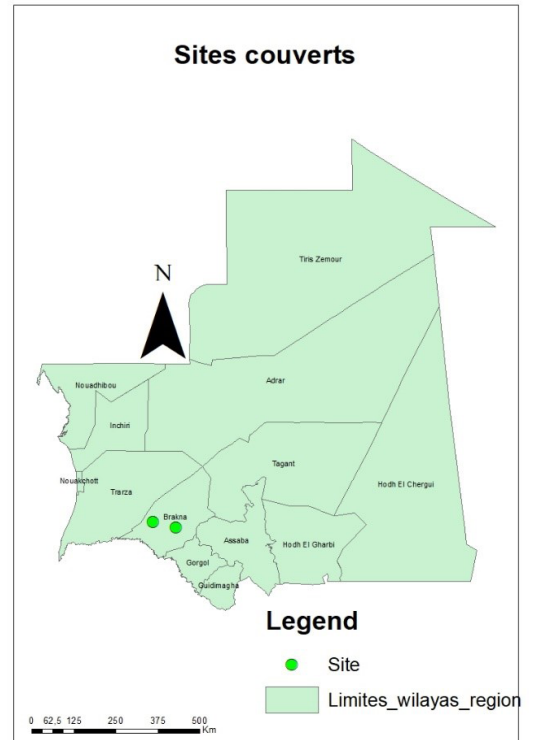 Sites couverts
Tiris Zemour
N
Adrar
Nouadhibou
Inchiri
Tagant
Nouakchott
Hodh El Chergui
Trarza
Brakna
Assaba
Hodh El Gharbi
Gorgol
Guidimagha
Legend
Site
Limites_wilayas_region
0 62,5 125 250 375 500
Km